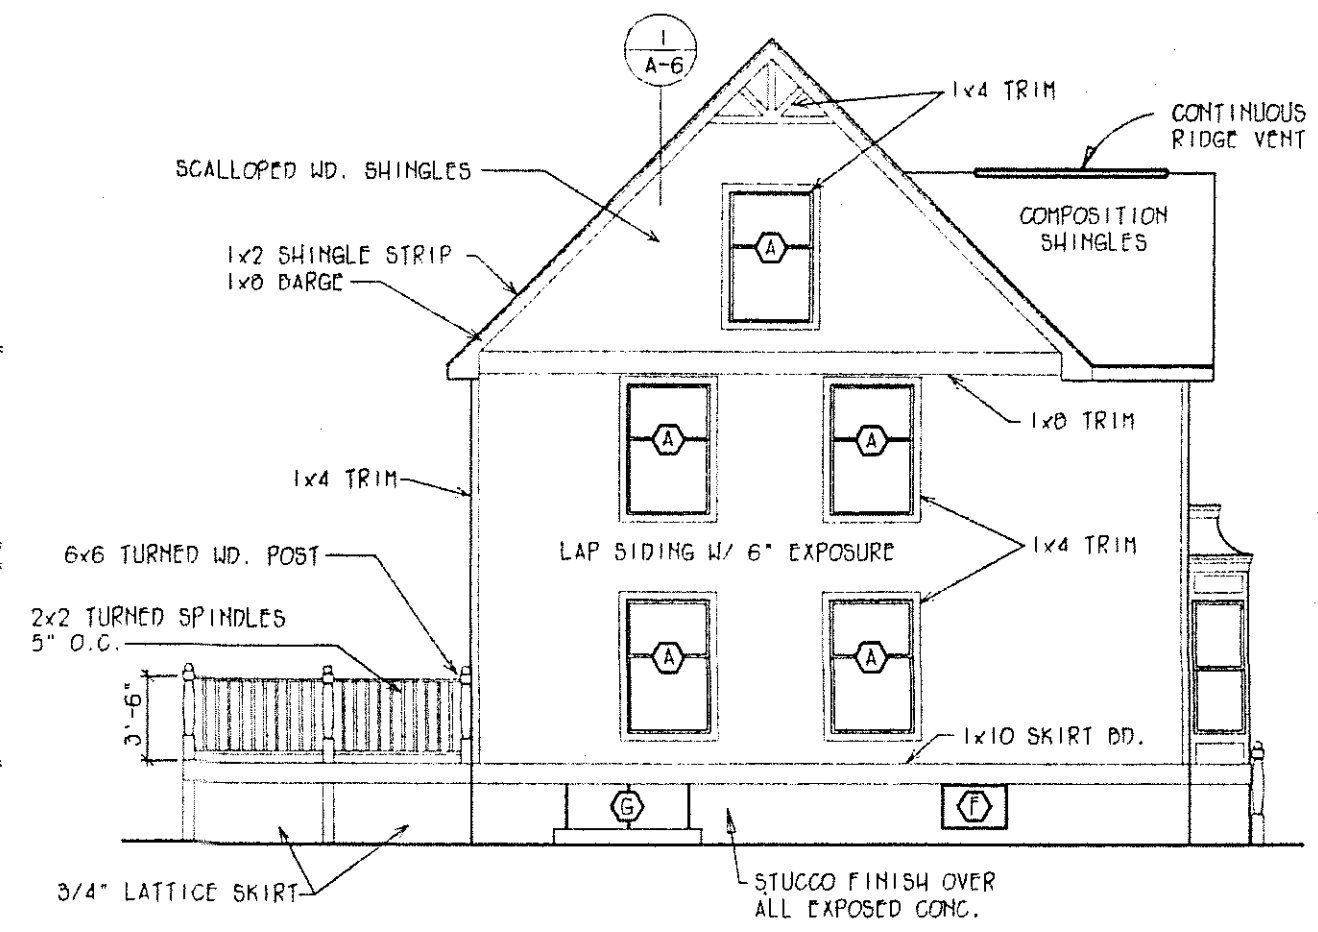 1
A-6
1x4 TRIM
CONTINUOUS
RIDGE VENT
SCALLOPED WD. SHINGLES
COMPOSITION
SHINGLES
A
1x2 SHINGLE STRIP
1x8 BARGE
1x8 TRIM
A
A
1x4 TRIM
6x6 TURNED WD. POST
LAP SIDING W/ 6" EXPOSURE
1x4 TRIM
2x2 TURNED SPINDLES
5" O.C.
A
A
3'-6"
1x10 SKIRT BD.
G
F
3/4" LATTICE SKIRT
STUCCO FINISH OVER
ALL EXPOSED CONC.